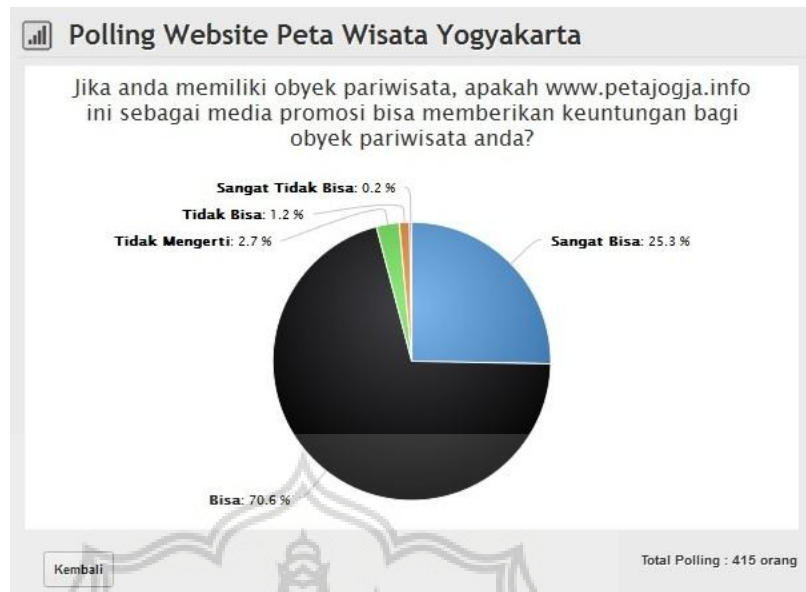 Polling Website Peta Wisata Yogyakarta
Jika anda memiliki obyek pariwisata, apakah www.petajogja.info
ini sebagai media promosi bisa memberikan keuntungan bagi
obyek pariwisata anda?
Sangat Tidak Bisa: 0.2 %
Tidak Bisa: 1.2 %
Tidak Mengerti: 2.7 %
Sangat Bisa: 25.3 %
Bisa: 70.6 %
Kembali
Total Polling : 415 orang